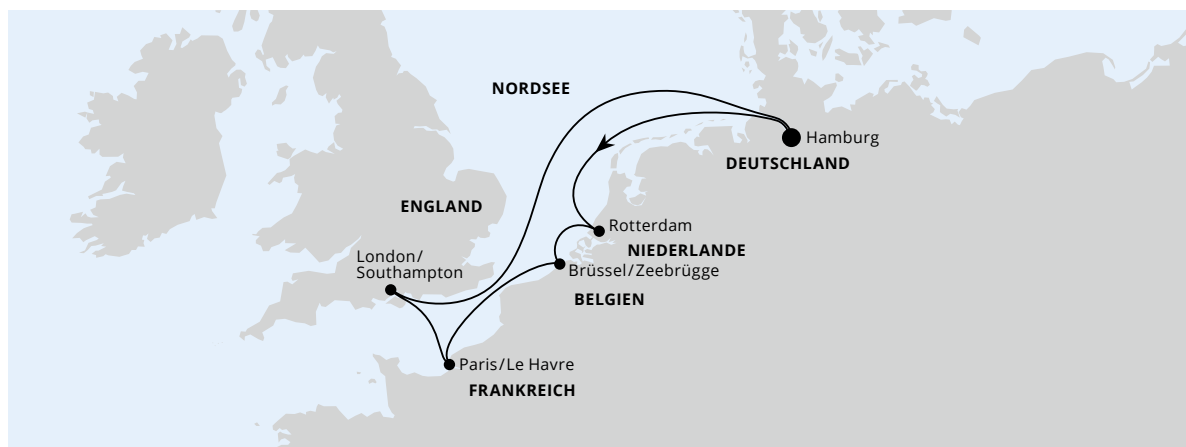 NORDSEE
Hamburg
DEUTSCHLAND
ENGLAND
Rotterdam
NIEDERLANDE
London/
Southampton
Brüssel/Zeebrügge
BELGIEN
Paris/Le Havre
FRANKREICH